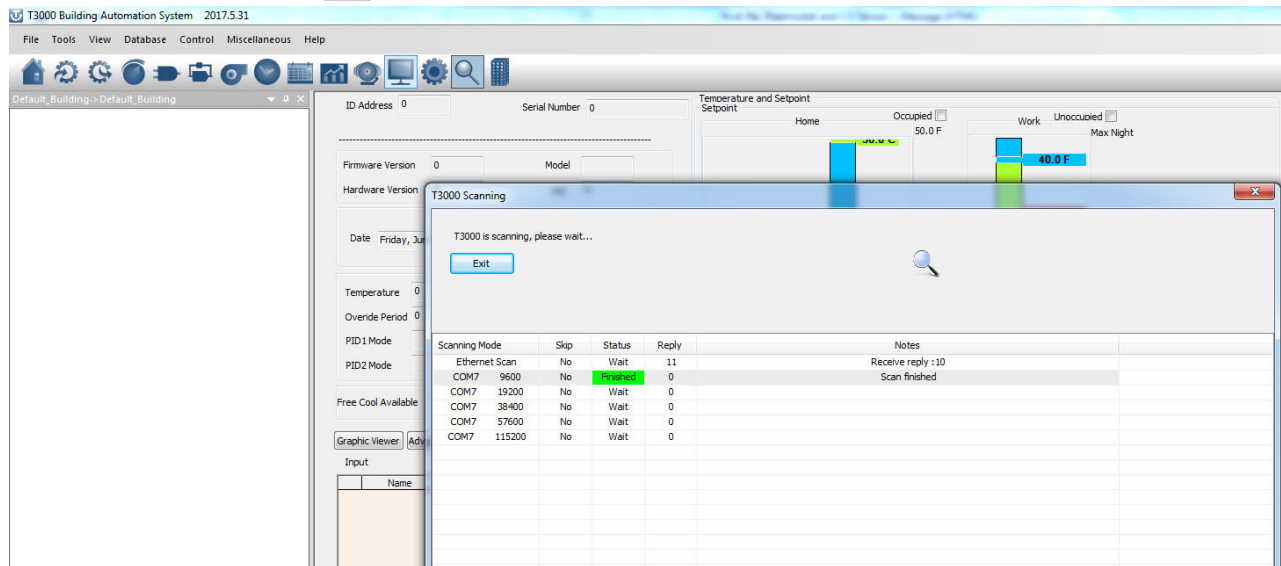 T3000 Building Automation System 2017.5.31
File Tools View Database Control Miscellaneous Help
Default_Building->Default_Building
ID Address 0 Serial Number 0
Temperature and Setpoint
Setpoint
Home Occupied Work Unoccupied
50.0 F Max Night
40.0 F
Firmware Version 0 Model
Hardware Version
T3000 Scanning
T3000 is scanning, please wait...
Date Friday,
Exit
Temperature 0
Overide Period 0
PID1 Mode
PID2 Mode
Scanning Mode Skip Status Reply Notes
Ethernet Scan No Wait 11 Receive reply :10
COM7 9600 No Finished 0 Scan finished
COM7 19200 No Wait 0
COM7 38400 No Wait 0
COM7 57600 No Wait 0
COM7 115200 No Wait 0
Free Cool Available
Graphic Viewer
Input
Name